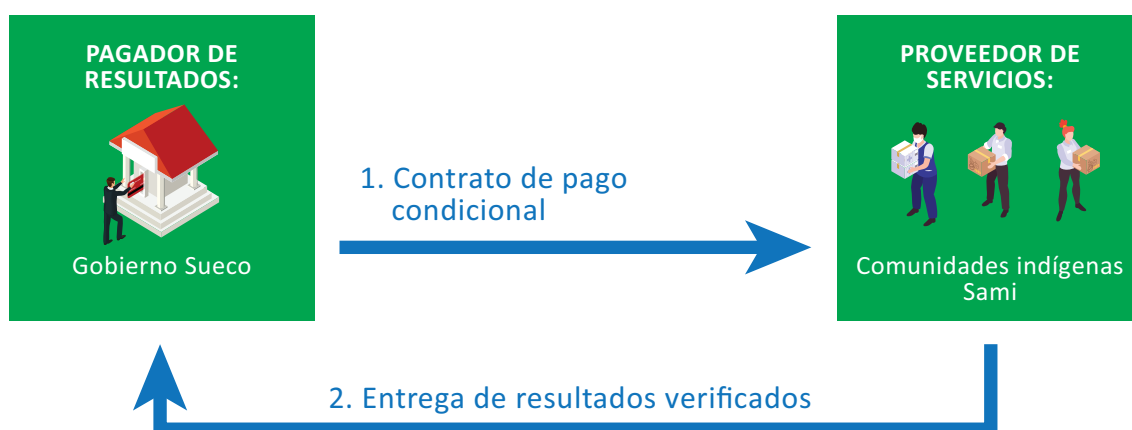 PAGADOR DE
RESULTADOS:
Gobierno Sueco
1. Contrato de pago
condicional
PROVEEDOR DE
SERVICIOS:
Comunidades indígenas
Sami
2. Entrega de resultados verificados